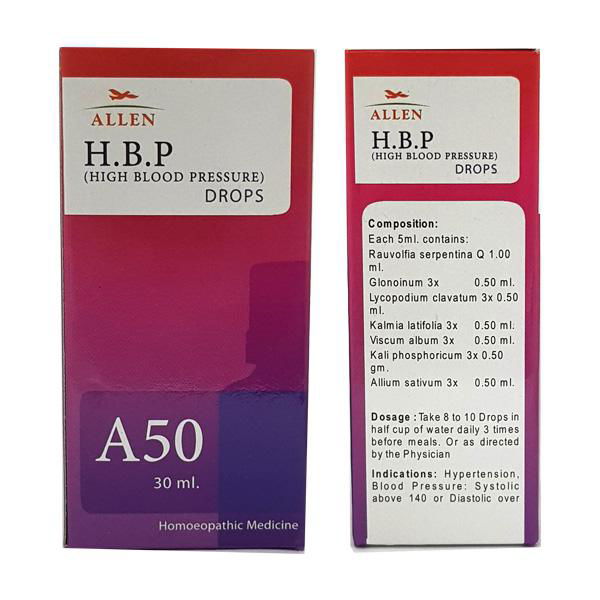 ALLEN
H.B.P
(HIGH BLOOD PRESSURE)
DROPS
A50
30 ml.
Homoeopathic Medicine
ALLEN
H.B.P
(HIGH BLOOD PRESSURE)
DROPS
Composition:
Each 5ml. contains:
Rauvolfia serpentina Q 1.00
ml.
Glonoinum 3x 0.50 ml.
Lycopodium clavatum 3x 0.50
ml.
Kalmia latifolia 3x 0.50 ml.
Viscum album 3x 0.50 ml.
Kali phosphoricum 3x 0.50
gm.
Allium sativum 3x 0.50 ml.
Dosage : Take 8 to 10 Drops in
half cup of water daily 3 times
before meals. Or as directed
by the Physician
Indications: Hypertension,
Blood Pressure: Systolic
above 140 or Diastolic over